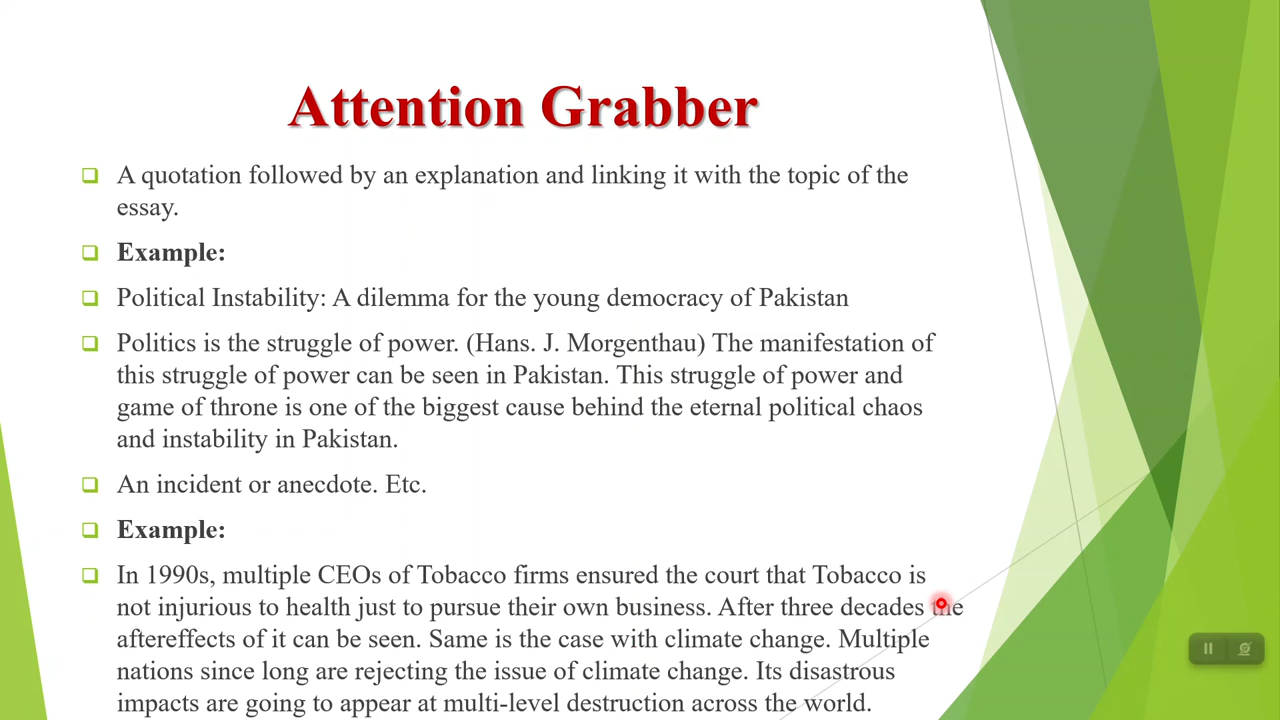 Attention Grabber
A quotation followed by an explanation and linking it with the topic of the
essay.
Example:
Political Instability: A dilemma for the young democracy of Pakistan
Politics is the struggle of power. (Hans. J. Morgenthau) The manifestation of
this struggle of power can be seen in Pakistan. This struggle of power and
game of throne is one of the biggest cause behind the eternal political chaos
and instability in Pakistan.
An incident or anecdote. Etc.
Example:
In 1990s, multiple CEOs of Tobacco firms ensured the court that Tobacco is
not injurious to health just to pursue their own business. After three decades the
aftereffects of it can be seen. Same is the case with climate change. Multiple
nations since long are rejecting the issue of climate change. Its disastrous
impacts are going to appear at multi-level destruction across the world.